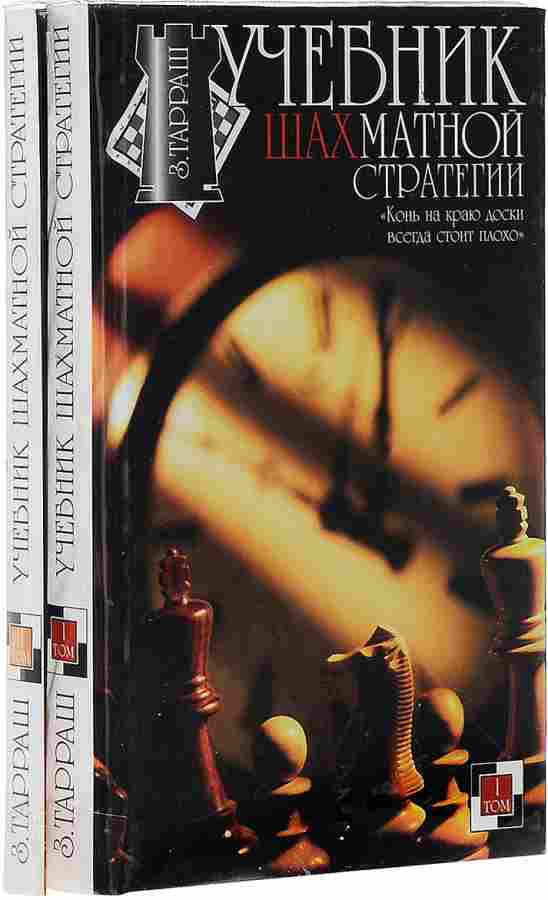 З. ТАРРАШ
УЧЕБНИК
ШАХМАТНОЙ
СТРАТЕГИИ
«Конь на краю доски
всегда стоит плохо»
I
ТОМ
З. ТАРРАШ
I
ТОМ
УЧЕБНИК ШАХМАТНОЙ СТРАТЕГИИ
З. ТАРРАШ
УЧЕБНИК ШАХМАТНОЙ СТРАТЕГИИ